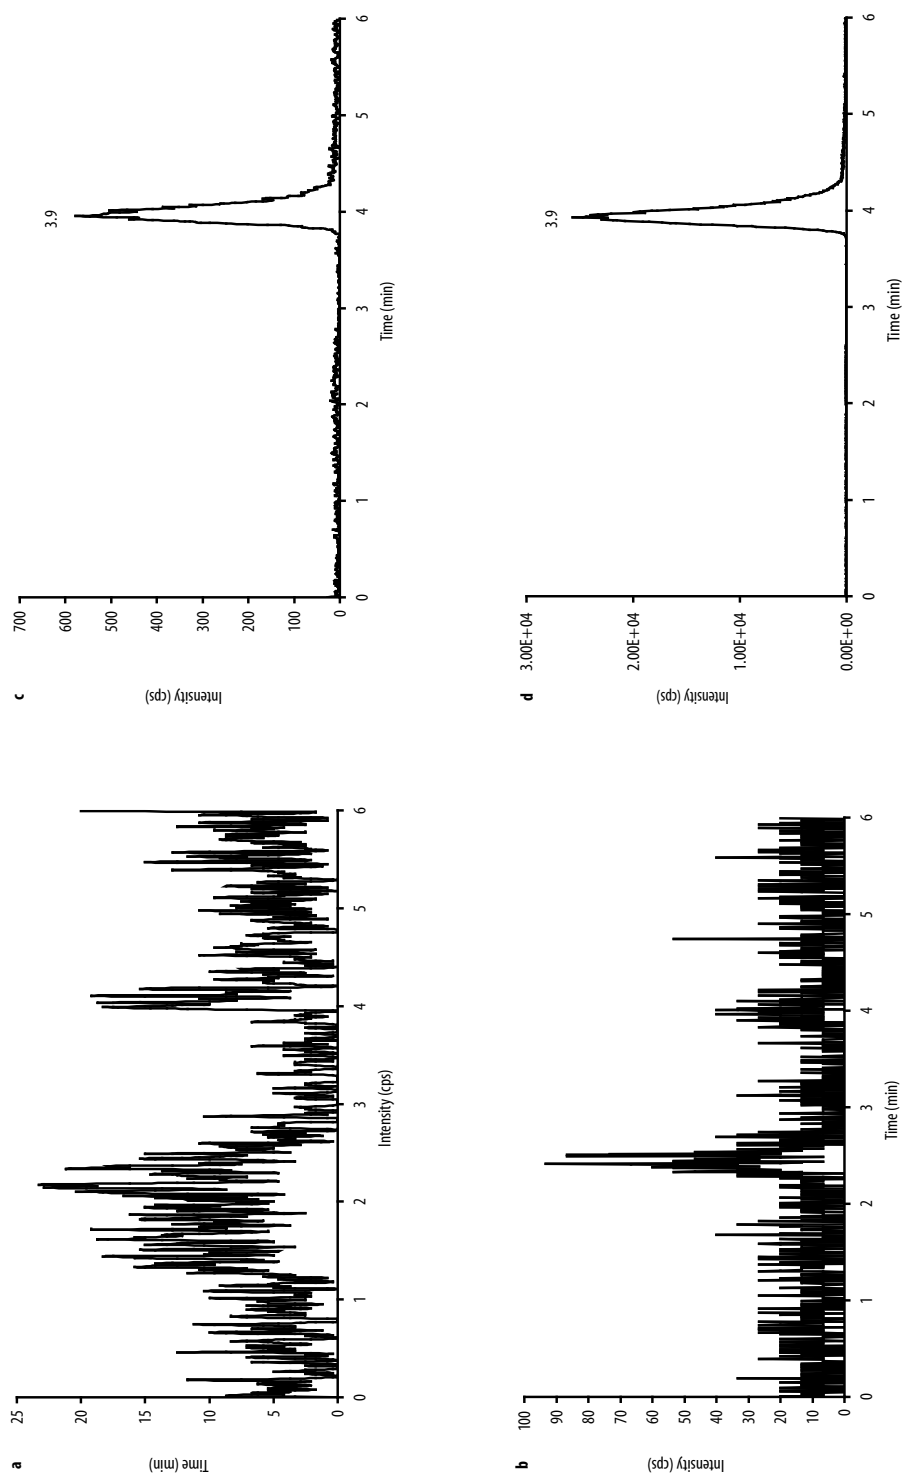 a
Time (min)
25
20
15
10
5
0
0 1 2 3 4 5 6
Intensity (cps)
b
Intensity (cps)
100
90
80
70
60
50
40
30
20
10
0
0 1 2 3 4 5 6
Time (min)
c
Intensity (cps)
700
600
500
400
300
200
100
0
3.9
0 1 2 3 4 5 6
Time (min)
d
Intensity (cps)
3.00E+04
2.00E+04
1.00E+04
0.00E+00
3.9
0 1 2 3 4 5 6
Time (min)